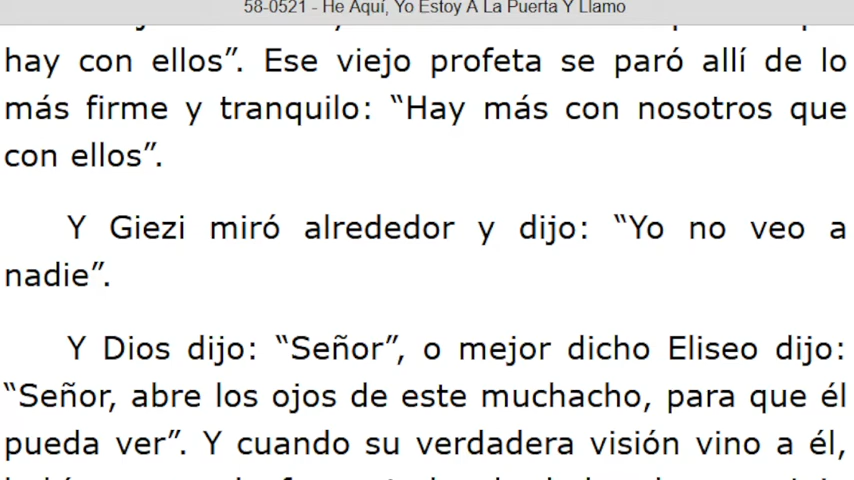 58-0521 - He Aquí, Yo Estoy A La Puerta Y Llamo
hay con ellos”. Ese viejo profeta se paró allí de lo
más firme y tranquilo: “Hay más con nosotros que
con ellos”.
Y Giezi miró alrededor y dijo: “Yo no veo a
nadie”.
Y Dios dijo: “Señor”, o mejor dicho Eliseo dijo:
“Señor, abre los ojos de este muchacho, para que él
pueda ver”. Y cuando su verdadera visión vino a él,